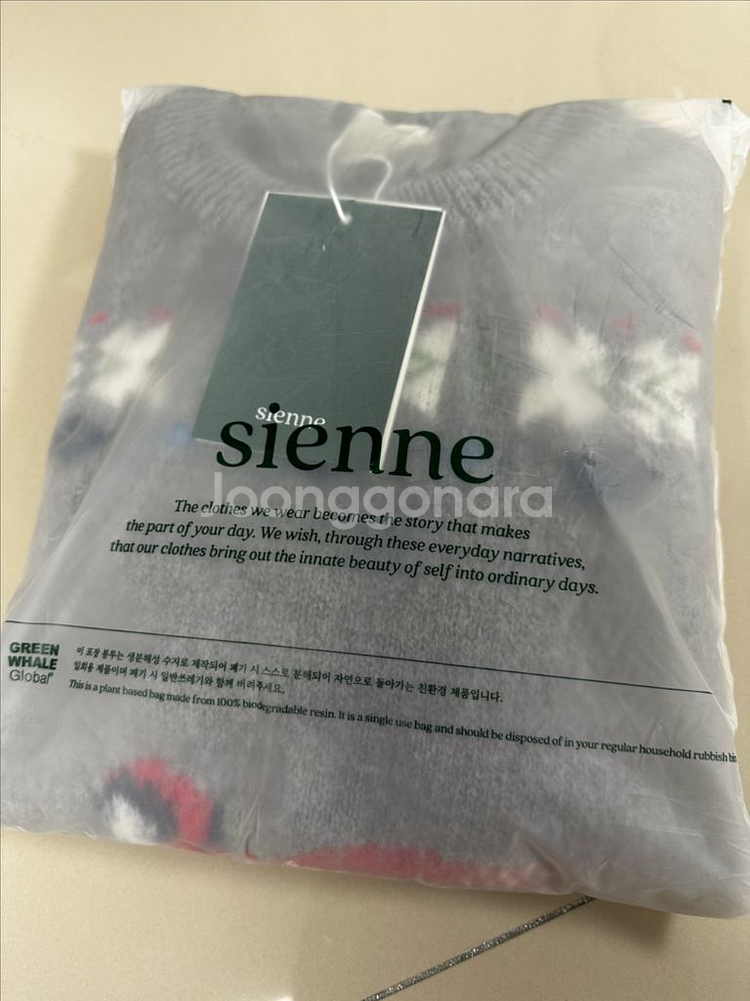 sienne
sienne
Joonggonara
The clothes we wear becomes the story that makes
the part of your day. We wish, through these everyday narratives,
that our clothes bring out the innate beauty of self into ordinary days.
GREEN
WHALE
Global
이 포장 봉투는 생분해성 수지로 제작되어 폐기 시 스스로 분해되어 자연으로 돌아가는 친환경 제품입니다.
일회용 제품이며 폐기 시 일반쓰레기와 함께 버려주세요.
This is a plant based bag made from 100% biodegradable resin. It is a single use bag and should be disposed of in your regular household rubbish bin